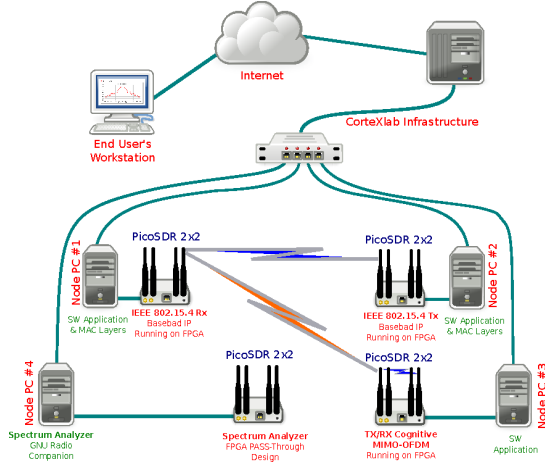 Internet
End User's
Workstation
CorteXlab Infrastructure
Node PC #1
PicoSDR 2x2
PicoSDR 2x2
Node PC #2
IEEE 802.15.4 Rx
Basebad IP
Running on FPGA
IEEE 802.15.4 Tx
Basebad IP
Running on FPGA
SW Application
& MAC Layers
SW Application
& MAC Layers
Node PC #4
PicoSDR 2x2
PicoSDR 2x2
Node PC #3
Spectrum Analyzer
GNU Radio
Companion
Spectrum Analyzer
FPGA PASS-Through
Design
TX/RX Cognitive
MIMO-OFDM
Running on FPGA
SW
Application